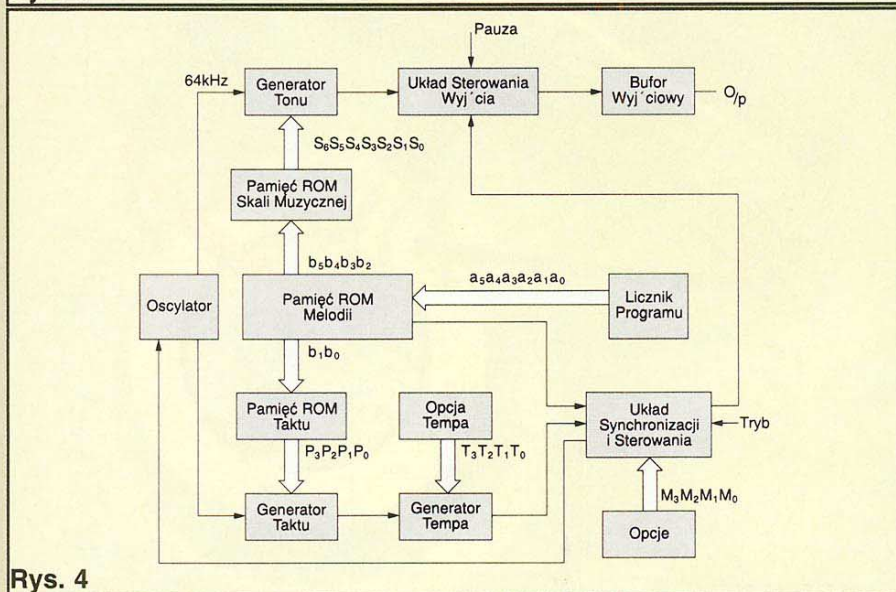 Pauza
64kHz
Generator
Tonu
Układ Sterowania
Wyj´cia
Bufor
Wyj´ciowy
O/p
S₆S₅S₄S₃S₂S₁S₀
Pamięć ROM
Skali Muzycznej
b₅b₄b₃b₂
a₅a₄a₃a₂a₁a₀
Oscylator
Pamięć ROM
Melodii
Licznik
Programu
b₁b₀
Pamięć ROM
Taktu
Opcja
Tempa
Układ
Synchronizacji
i Sterowania
Tryb
P₃P₂P₁P₀
T₃T₂T₁T₀
M₃M₂M₁M₀
Generator
Taktu
Generator
Tempa
Opcje
Rys. 4